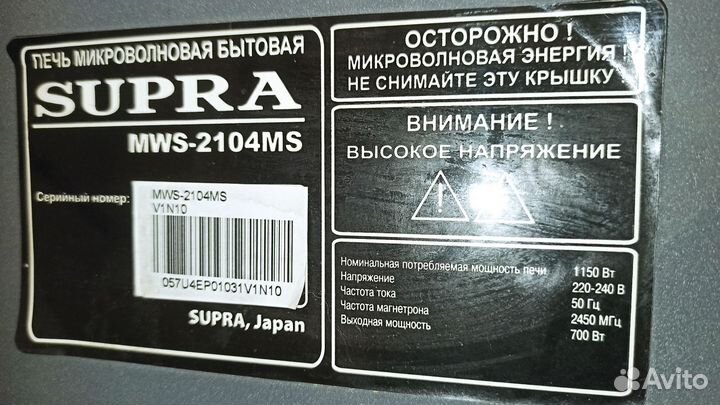 ПЕЧЬ МИКРОВОЛНОВАЯ БЫТОВАЯ
SUPRA
MWS-2104MS
Серийный номер:
MWS-2104MS
V1N10
057U4EP01031V1N10
SUPRA, Japan
ОСТОРОЖНО !
МИКРОВОЛНОВАЯ ЭНЕРГИЯ !
НЕ СНИМАЙТЕ ЭТУ КРЫШКУ
ВНИМАНИЕ !
ВЫСОКОЕ НАПРЯЖЕНИЕ
Номинальная потребляемая мощность печи 1150 Вт
Напряжение 220-240 В
Частота тока 50 Гц
Частота магнетрона 2450 МГц
Выходная мощность 700 Вт
Avito